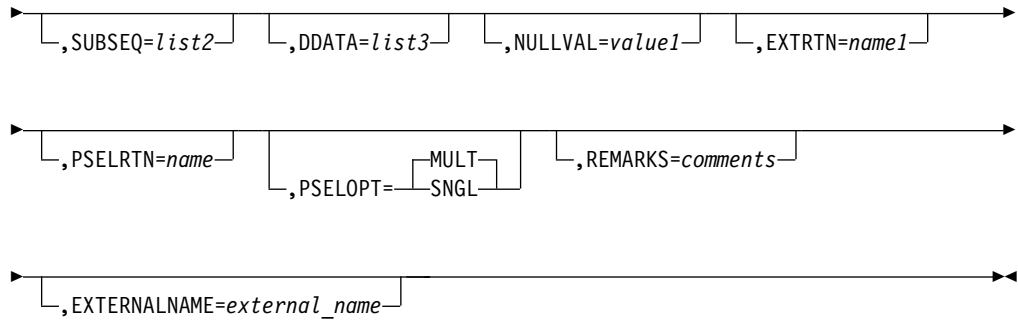 ,SUBSEQ=list2 ,DDATA=list3 ,NULLVAL=value1 ,EXTRTN=name1
,PSELRTN=name ,PSELOPT= MULT SNGL ,REMARKS=comments
,EXTERNALNAME=external_name